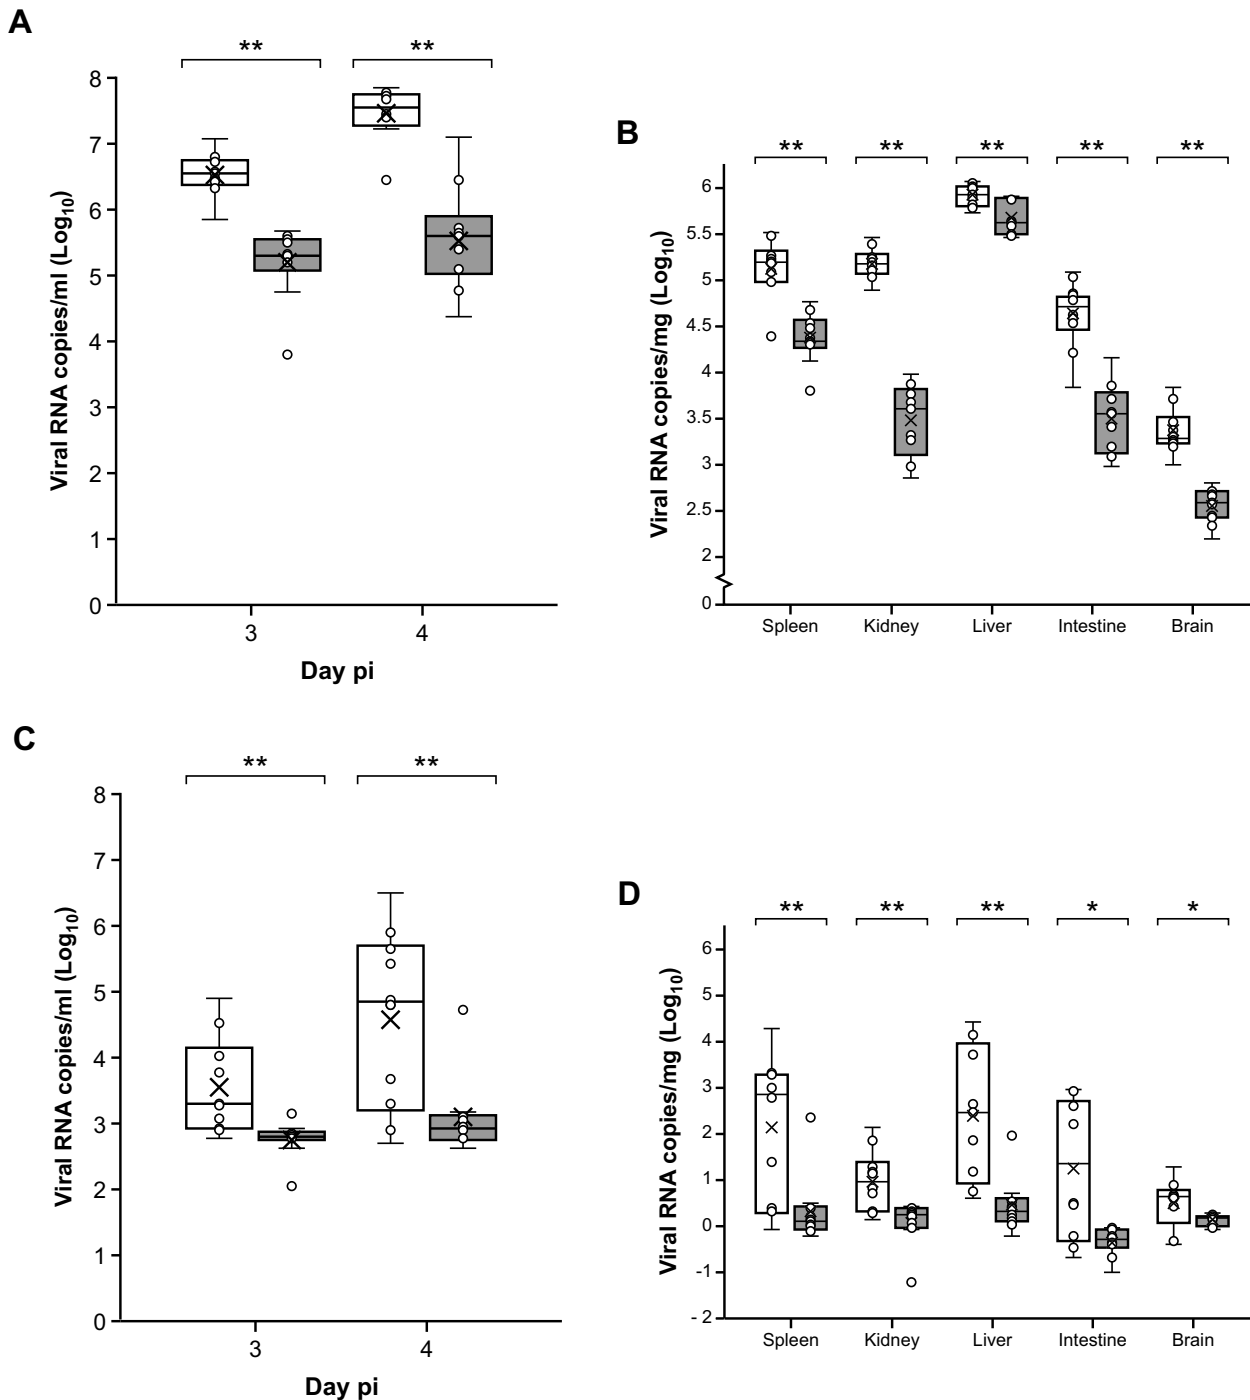 A
** **
8
7
6
5
4
3
2
1
0
Viral RNA copies/ml (Log10)
3 4
Day pi
B
** ** ** ** **
6
5.5
5
4.5
4
3.5
3
2.5
2
0
Viral RNA copies/mg (Log10)
Spleen Kidney Liver Intestine Brain
C
** **
8
7
6
5
4
3
2
1
0
Viral RNA copies/ml (Log10)
3 4
Day pi
D
** ** ** * *
6
5
4
3
2
1
0
-1
- 2
Viral RNA copies/mg (Log10)
Spleen Kidney Liver Intestine Brain